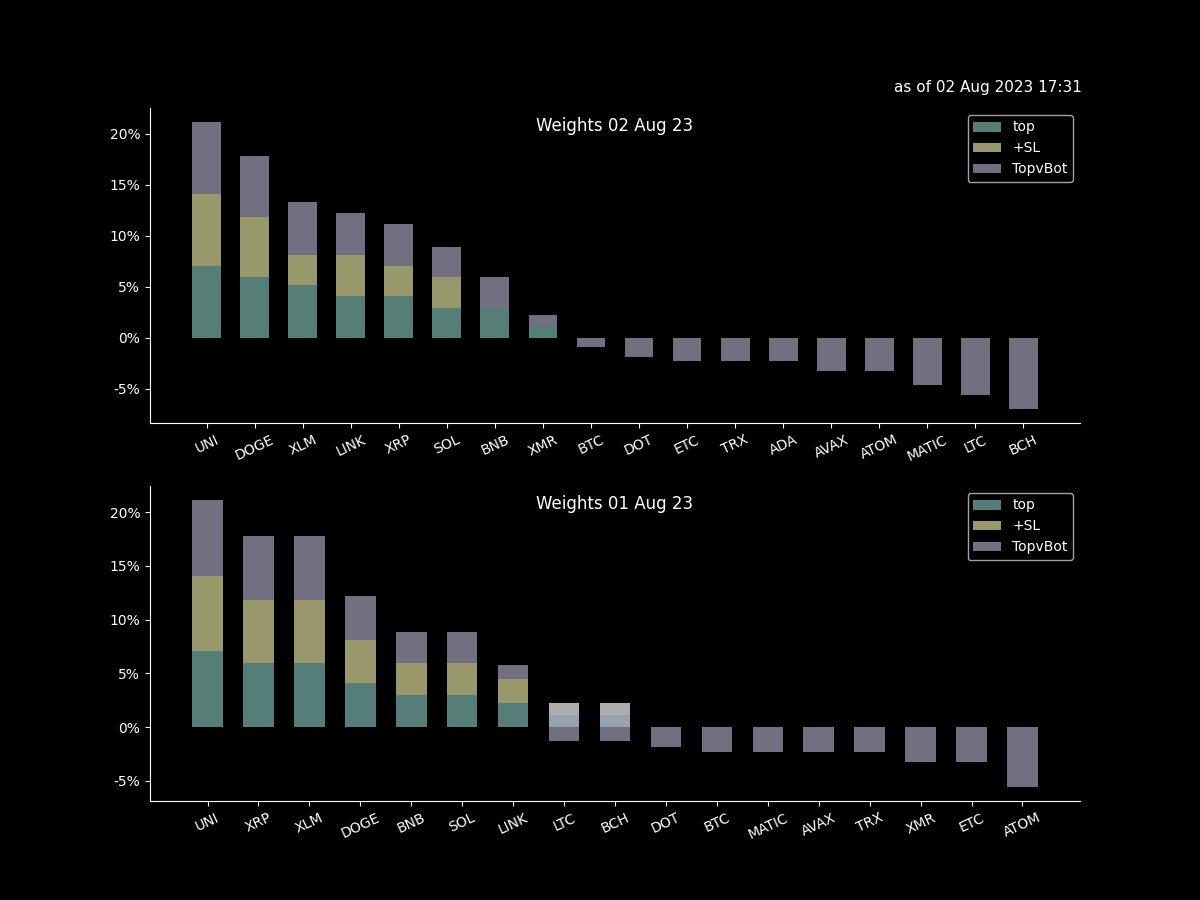 as of 02 Aug 2023 17:31
Weights 02 Aug 23
top
+SL
TopvBot
20%
15%
10%
5%
0%
-5%
UNI DOGE XLM LINK XRP SOL BNB XMR BTC DOT ETC TRX ADA AVAX ATOM MATIC LTC BCH
Weights 01 Aug 23
top
+SL
TopvBot
20%
15%
10%
5%
0%
-5%
UNI XRP XLM DOGE BNB SOL LINK LTC BCH DOT BTC MATIC AVAX TRX XMR ETC ATOM